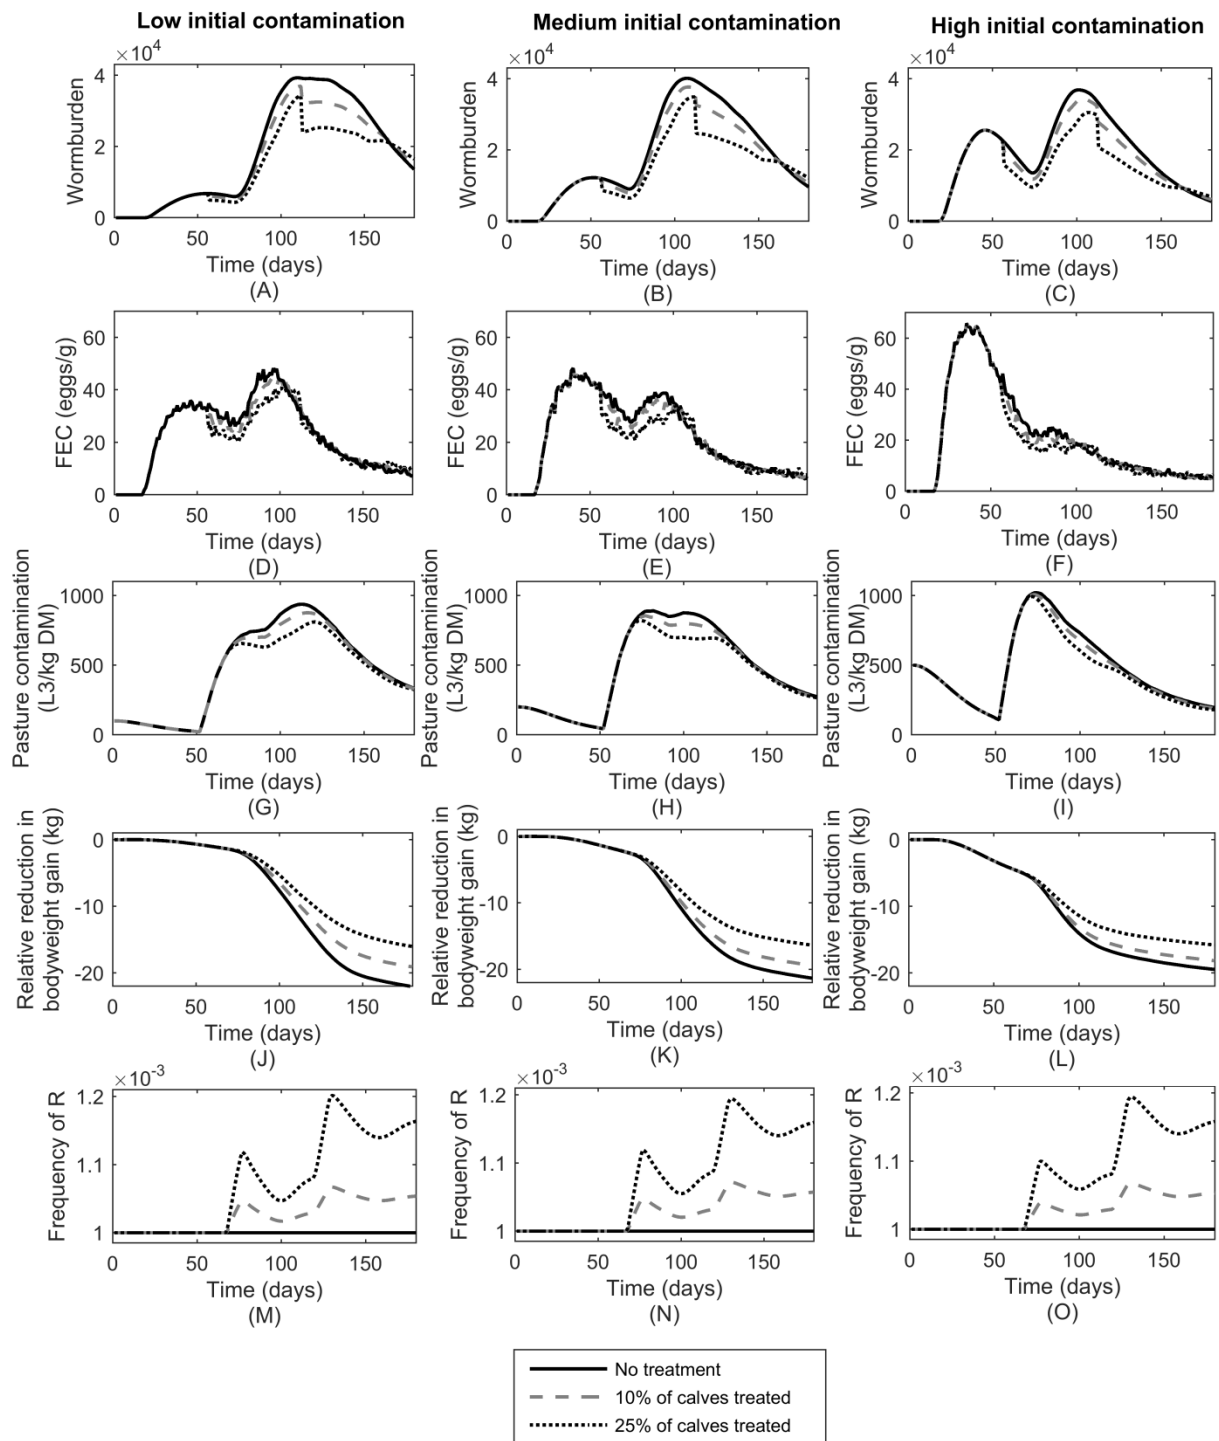 Low initial contamination
Medium initial contamination
High initial contamination
×10⁴
×10⁴
×10⁴
Wormburden
4
2
0
0 50 100 150
Time (days)
(A)
Wormburden
4
2
0
0 50 100 150
Time (days)
(B)
Wormburden
4
2
0
0 50 100 150
Time (days)
(C)
FEC (eggs/g)
60
40
20
0
0 50 100 150
Time (days)
(D)
FEC (eggs/g)
60
40
20
0
0 50 100 150
Time (days)
(E)
FEC (eggs/g)
60
40
20
0
0 50 100 150
Time (days)
(F)
Pasture contamination
(L3/kg DM)
1000
500
0
0 50 100 150
Time (days)
(G)
Pasture contamination
(L3/kg DM)
1000
500
0
0 50 100 150
Time (days)
(H)
Pasture contamination
(L3/kg DM)
1000
500
0
0 50 100 150
Time (days)
(I)
Relative reduction in
bodyweight gain (kg)
0
-10
-20
0 50 100 150
Time (days)
(J)
Relative reduction in
bodyweight gain (kg)
0
-10
-20
0 50 100 150
Time (days)
(K)
Relative reduction in
bodyweight gain (kg)
0
-10
-20
0 50 100 150
Time (days)
(L)
×10⁻³
Frequency of R
1.2
1.1
1
0 50 100 150
Time (days)
(M)
×10⁻³
Frequency of R
1.2
1.1
1
0 50 100 150
Time (days)
(N)
×10⁻³
Frequency of R
1.2
1.1
1
0 50 100 150
Time (days)
(O)
No treatment
10% of calves treated
25% of calves treated